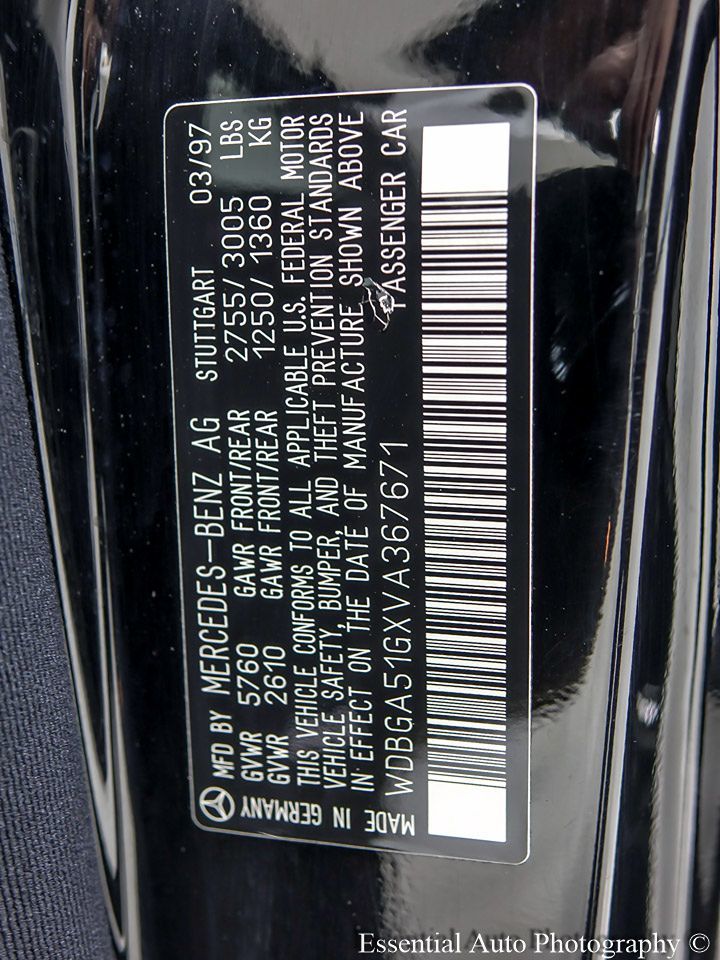 MFD BY MERCEDES-BENZ AG STUTTGART 03/97
GVWR 5760 GAWR FRONT/REAR 2755/3005 LBS
GVWR 2610 GAWR FRONT/REAR 1250/1360 KG
THIS VEHICLE CONFORMS TO ALL APPLICABLE U.S. FEDERAL MOTOR
VEHICLE SAFETY, BUMPER, AND THEFT PREVENTION STANDARDS
IN EFFECT ON THE DATE OF MANUFACTURE SHOWN ABOVE
WDBGA51GXVA367671 PASSENGER CAR
MADE IN GERMANY
Essential Auto Photography ©